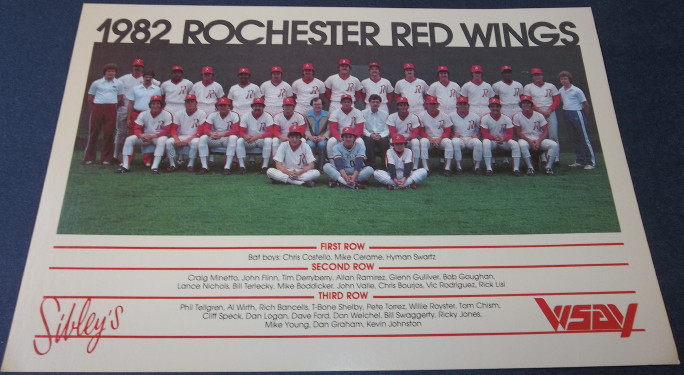 1982 ROCHESTER RED WINGS
FIRST ROW
Bat boys: Chris Costello, Mike Cerame, Hyman Swartz
SECOND ROW
Craig Minetto, John Flinn, Tim Derryberry, Allan Ramirez, Glenn Gulliver, Bob Goughan,
Lance Nichols, Bill Terlecky, Mike Boddicker, John Valle, Chris Bourjos, Vic Rodriguez, Rick Lisi
THIRD ROW
Phil Tellgren, Al Wirth, Rich Bancells, T-Bone Shelby, Pete Torrez, Willie Royster, Tom Chism,
Cliff Speck, Dan Logan, Dave Ford, Don Welchel, Bill Swaggerty, Ricky Jones,
Mike Young, Dan Graham, Kevin Johnston
Sibley's
WSAY